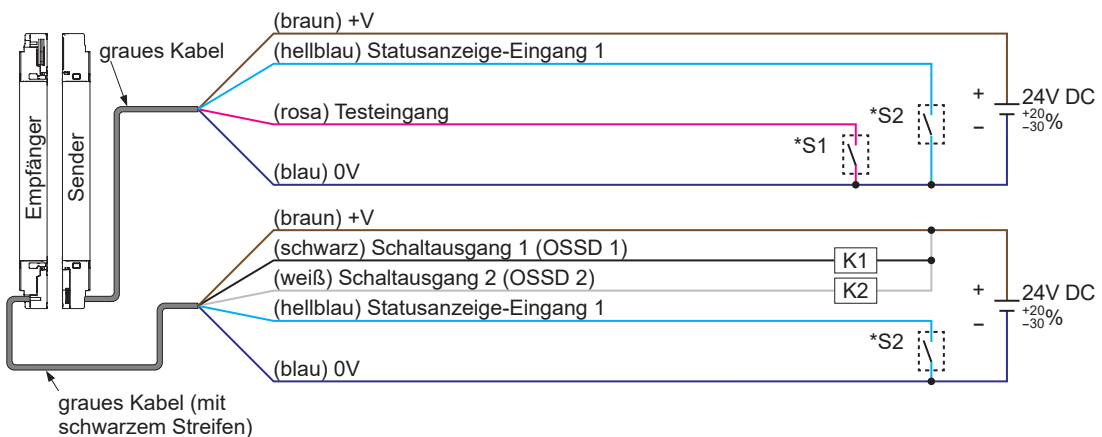 (braun) +V
graues Kabel
(hellblau) Statusanzeige-Eingang 1
(rosa) Testeingang
*S1
*S2
+
−
24V DC
+20
−30 %
(blau) 0V
Empfänger
Sender
(braun) +V
(schwarz) Schaltausgang 1 (OSSD 1)
K1
(weiß) Schaltausgang 2 (OSSD 2)
K2
(hellblau) Statusanzeige-Eingang 1
*S2
+
−
24V DC
+20
−30 %
(blau) 0V
graues Kabel (mit
schwarzem Streifen)